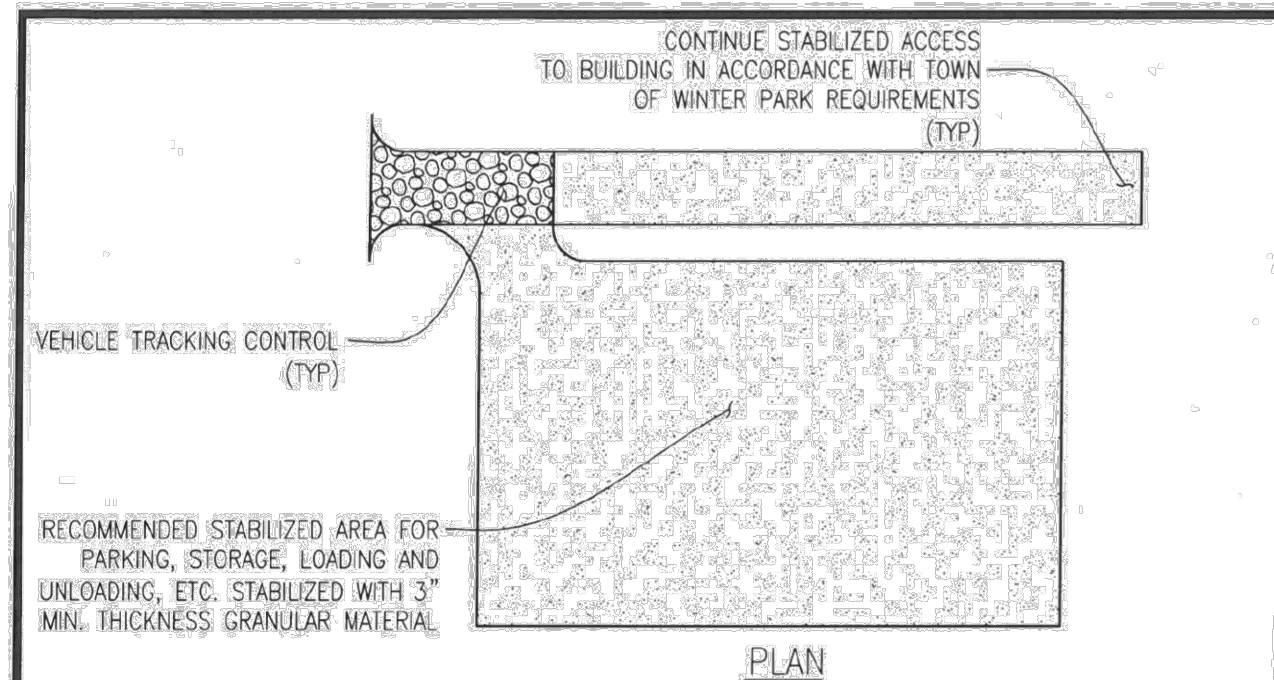 CONTINUE STABILIZED ACCESS
TO BUILDING IN ACCORDANCE WITH TOWN
OF WINTER PARK REQUIREMENTS
(TYP)
VEHICLE TRACKING CONTROL
(TYP)
RECOMMENDED STABILIZED AREA FOR
PARKING, STORAGE, LOADING AND
UNLOADING, ETC. STABILIZED WITH 3"
MIN. THICKNESS GRANULAR MATERIAL
PLAN